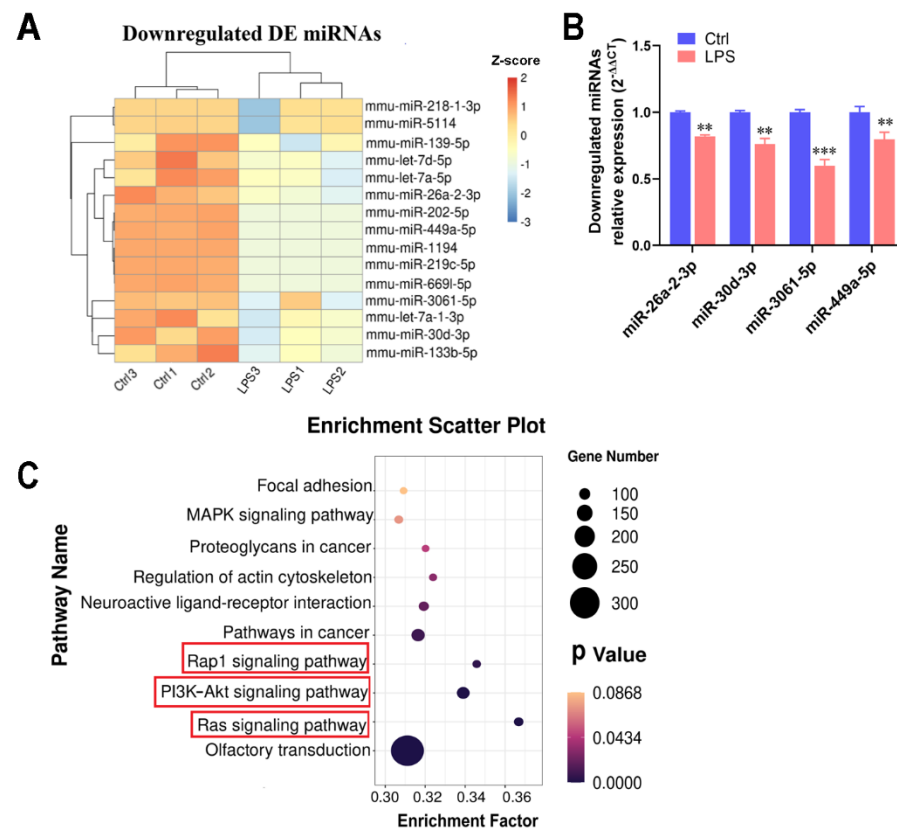 A
Downregulated DE miRNAs
Z-score
2
1
0
-1
-2
-3
mmu-miR-218-1-3p
mmu-miR-5114
mmu-miR-139-5p
mmu-let-7d-5p
mmu-let-7a-5p
mmu-miR-26a-2-3p
mmu-miR-202-5p
mmu-miR-449a-5p
mmu-miR-1194
mmu-miR-219c-5p
mmu-miR-669l-5p
mmu-miR-3061-5p
mmu-let-7a-1-3p
mmu-miR-30d-3p
mmu-miR-133b-5p
Ctrl3 Ctrl1 Ctrl2 LPS3 LPS1 LPS2
B
Downregulated miRNAs
relative expression (2-ΔΔCT)
Ctrl
LPS
1.5
1.0
0.5
0.0
** ** *** **
miR-26a-2-3p miR-30d-3p miR-3061-5p miR-449a-5p
C
Enrichment Scatter Plot
Pathway Name
Focal adhesion
MAPK signaling pathway
Proteoglycans in cancer
Regulation of actin cytoskeleton
Neuroactive ligand-receptor interaction
Pathways in cancer
Rap1 signaling pathway
PI3K-Akt signaling pathway
Ras signaling pathway
Olfactory transduction
0.30 0.32 0.34 0.36
Enrichment Factor
Gene Number
100
150
200
250
300
p Value
0.0868
0.0434
0.0000